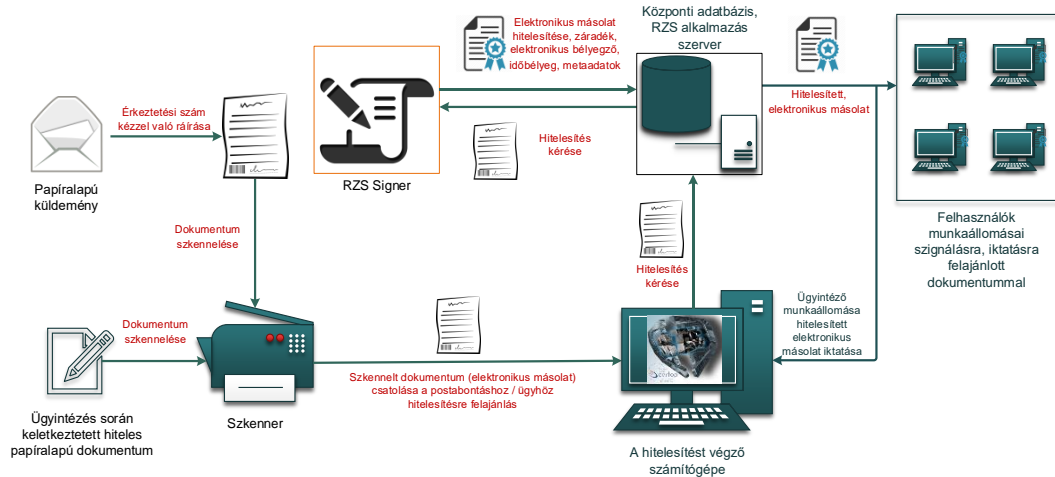 Elektronikus másolat
hitelesítése, záradék,
elektronikus bélyegző,
időbélyeg, metaadatok
Központi adatbázis,
RZS alkalmazás
szerver
Érkeztetési szám
kézzel való ráírása
Papíralapú
küldemény
RZS Signer
Hitelesítés
kérése
Hitelesített,
elektronikus másolat
Felhasználók
munkaállomásai
szignálásra, iktatásra
felajánlott
dokumentummal
Dokumentum
szkennelése
Hitelesítés
kérése
Dokumentum
szkennelése
Ügyintéző
munkaállomása
hitelesített
elektronikus
másolat iktatása
Szkennelt dokumentum (elektronikus másolat)
csatolása a postabontáshoz / ügyhöz
hitelesítésre felajánlás
Ügyintézés során
keletkeztetett hiteles
papíralapú dokumentum
Szkenner
A hitelesítést végző
számítógépe